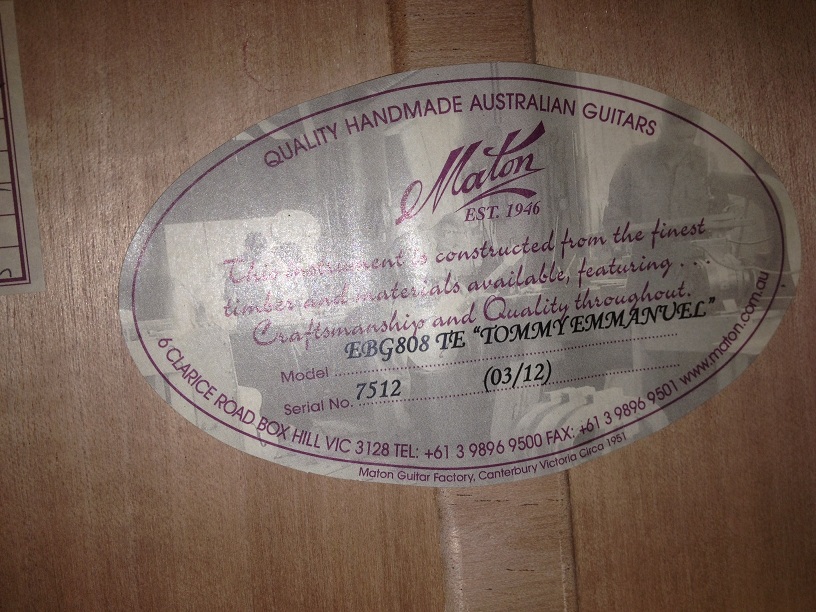 QUALITY HANDMADE AUSTRALIAN GUITARS
Maton
EST. 1946
This instrument is constructed from the finest
timber and materials available, featuring . . .
Craftsmanship and Quality throughout.
Model EBG808 TE “TOMMY EMMANUEL”
Serial No. 7512 (03/12)
6 CLARICE ROAD BOX HILL VIC 3128 TEL: +61 3 9896 9500 FAX: +61 3 9896 9501 www.maton.com.au
Maton Guitar Factory, Canterbury Victoria Circa 1951